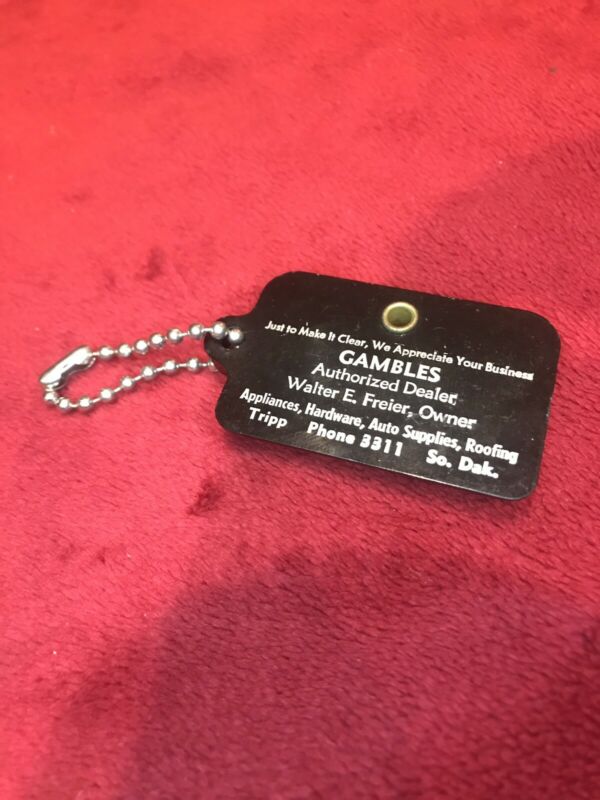 Just to Make It Clear, We Appreciate Your Business
GAMBLES
Authorized Dealer
Walter E. Freier, Owner
Appliances, Hardware, Auto Supplies, Roofing
Tripp Phone 3311 So. Dak.